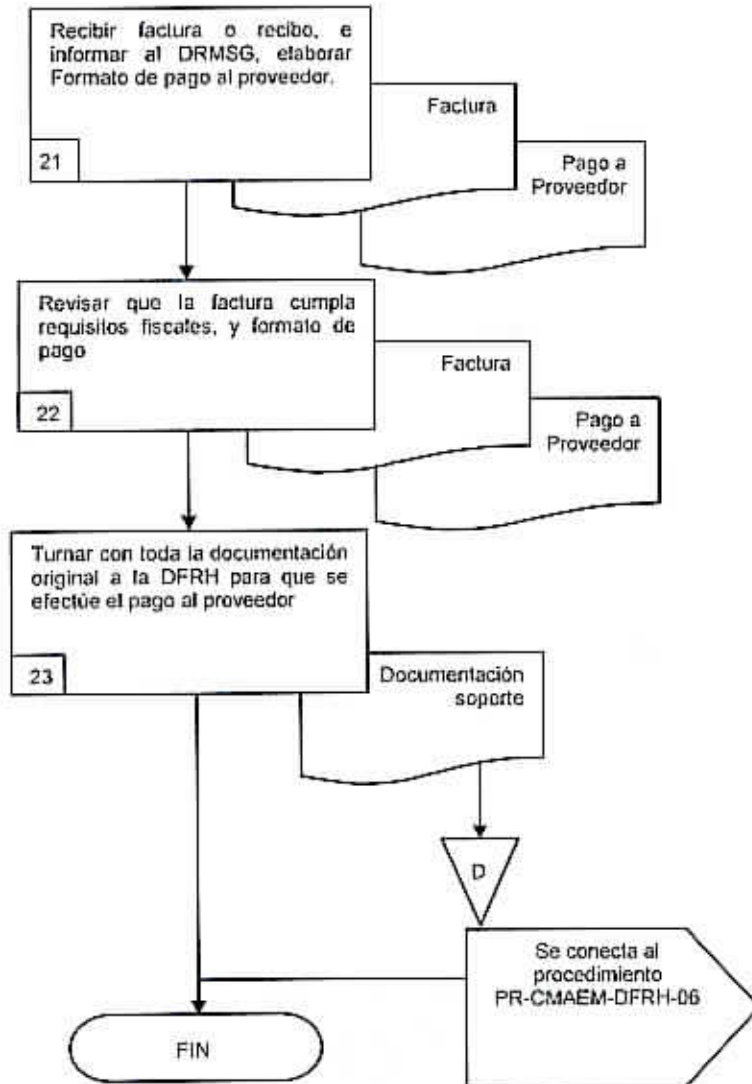 Recibir factura o recibo, e
informar al DRMSG, elaborar
Formato de pago al proveedor.
21
Factura
Pago a
Proveedor
Revisar que la factura cumpla
requisitos fiscales, y formato de
pago
22
Factura
Pago a
Proveedor
Turnar con toda la documentación
original a la DFRH para que se
efectúe el pago al proveedor
23
Documentación
soporte
D
Se conecta al
procedimiento
PR-CMAEM-DFRH-06
FIN